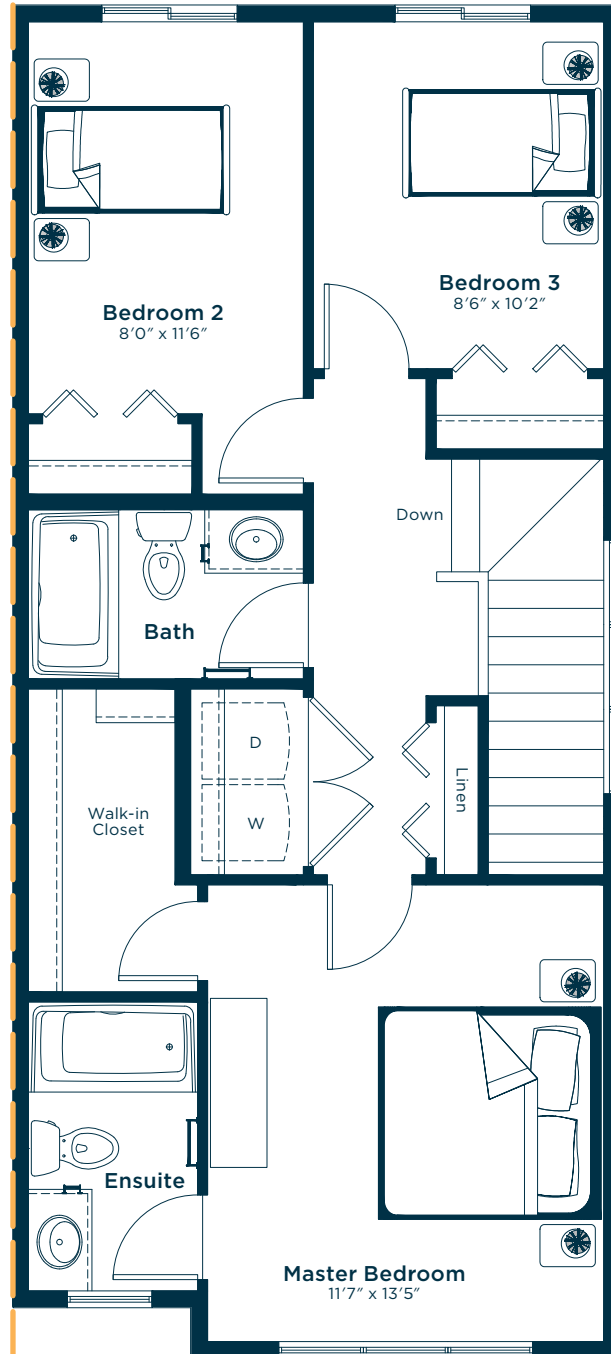 Bedroom 2
8'0" x 11'6"
Bedroom 3
8'6" x 10'2"
Down
Bath
D
W
Linen
Walk-in
Closet
Ensuite
Master Bedroom
11'7" x 13'5"